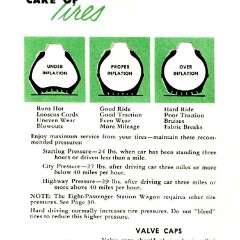 CARE OF
Tires
UNDER INFLATION
PROPER INFLATION
OVER INFLATION
Runs Hot
Loosens Cords
Uneven Wear
Blowouts
Good Ride
Good Traction
Even Wear
More Mileage
Hard Ride
Poor Traction
Bruises
Fabric Breaks
Enjoy maximum service from your tires—maintain these recom-
mended pressures:
Starting Pressure—24 lbs. when car has been standing three
hours or driven less than a mile.
City Pressure—27 lbs. after driving car three miles or more
below 40 miles per hour.
Highway Pressure—29 lbs. after driving car three miles or more
above 40 miles per hour.
NOTE: The Eight-Passenger Station Wagon requires other tire
pressures. See Page 30.
Hard driving normally increases tire pressures. Do not "bleed"
tires to reduce this pressure.
VALVE CAPS